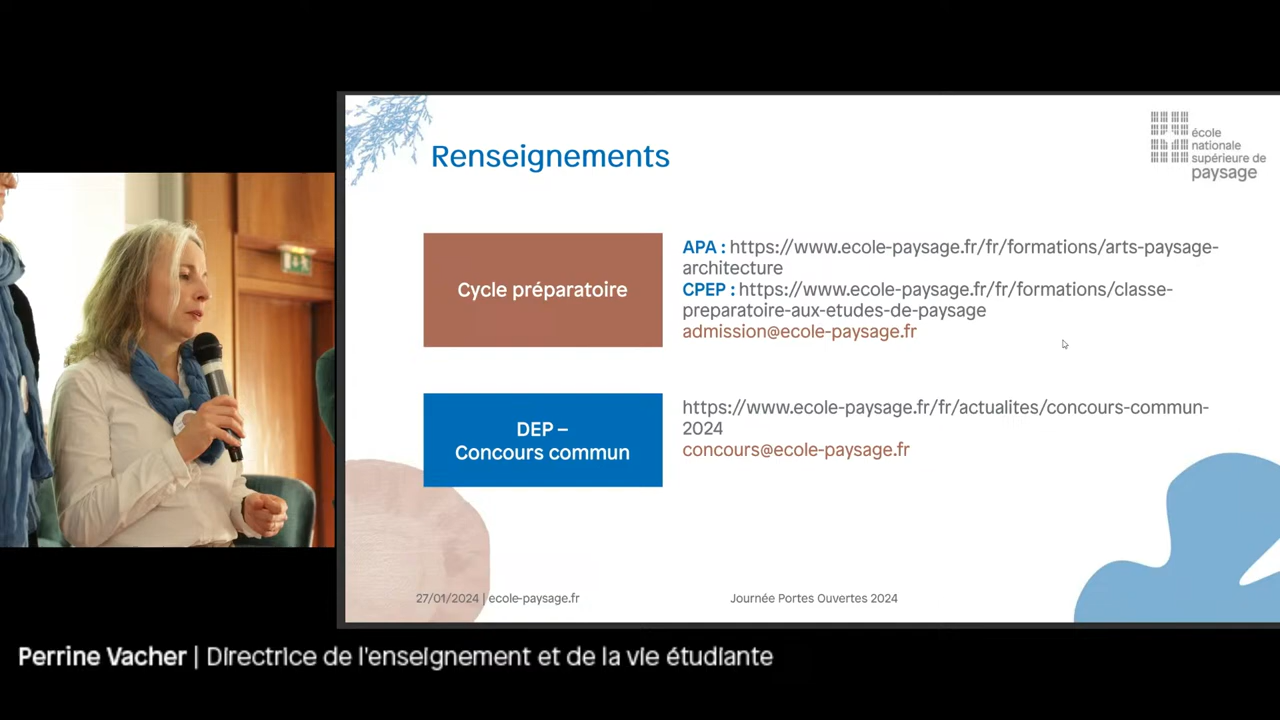 Renseignements
école
nationale
supérieure de
paysage
Cycle préparatoire
APA : https://www.ecole-paysage.fr/fr/formations/arts-paysage-
architecture
CPEP : https://www.ecole-paysage.fr/fr/formations/classe-
preparatoire-aux-etudes-de-paysage
admission@ecole-paysage.fr
DEP –
Concours commun
https://www.ecole-paysage.fr/fr/actualites/concours-commun-
2024
concours@ecole-paysage.fr
27/01/2024 | ecole-paysage.fr
Journée Portes Ouvertes 2024
Perrine Vacher | Directrice de l'enseignement et de la vie étudiante